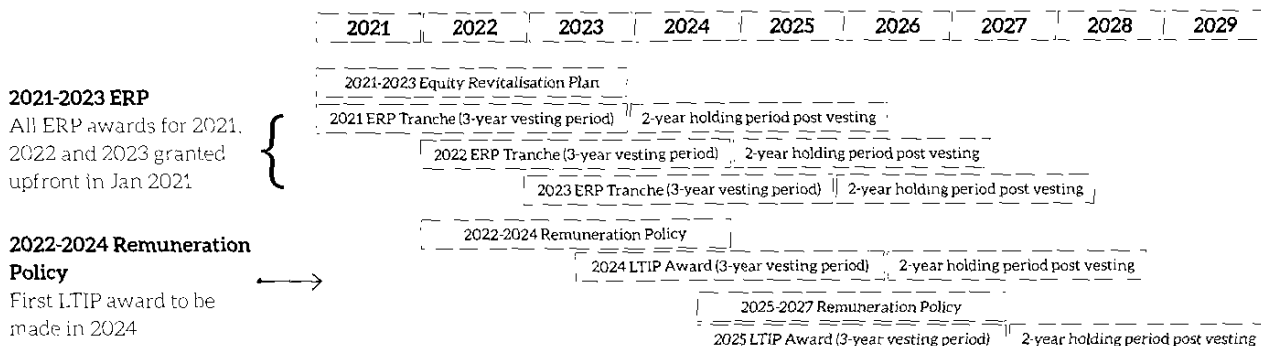 2021 2022 2023 2024 2025 2026 2027 2028 2029
2021-2023 Equity Revitalisation Plan
2021-2023 ERP
All ERP awards for 2021,
2022 and 2023 granted
upfront in Jan 2021
2021 ERP Tranche (3-year vesting period) 2-year holding period post vesting
2022 ERP Tranche (3-year vesting period) 2-year holding period post vesting
2023 ERP Tranche (3-year vesting period) 2-year holding period post vesting
2022-2024 Remuneration
Policy
First LTIP award to be
made in 2024
2022-2024 Remuneration Policy
2024 LTIP Award (3-year vesting period) 2-year holding period post vesting
2025-2027 Remuneration Policy
2025 LTIP Award (3-year vesting period) 2-year holding period post vesting